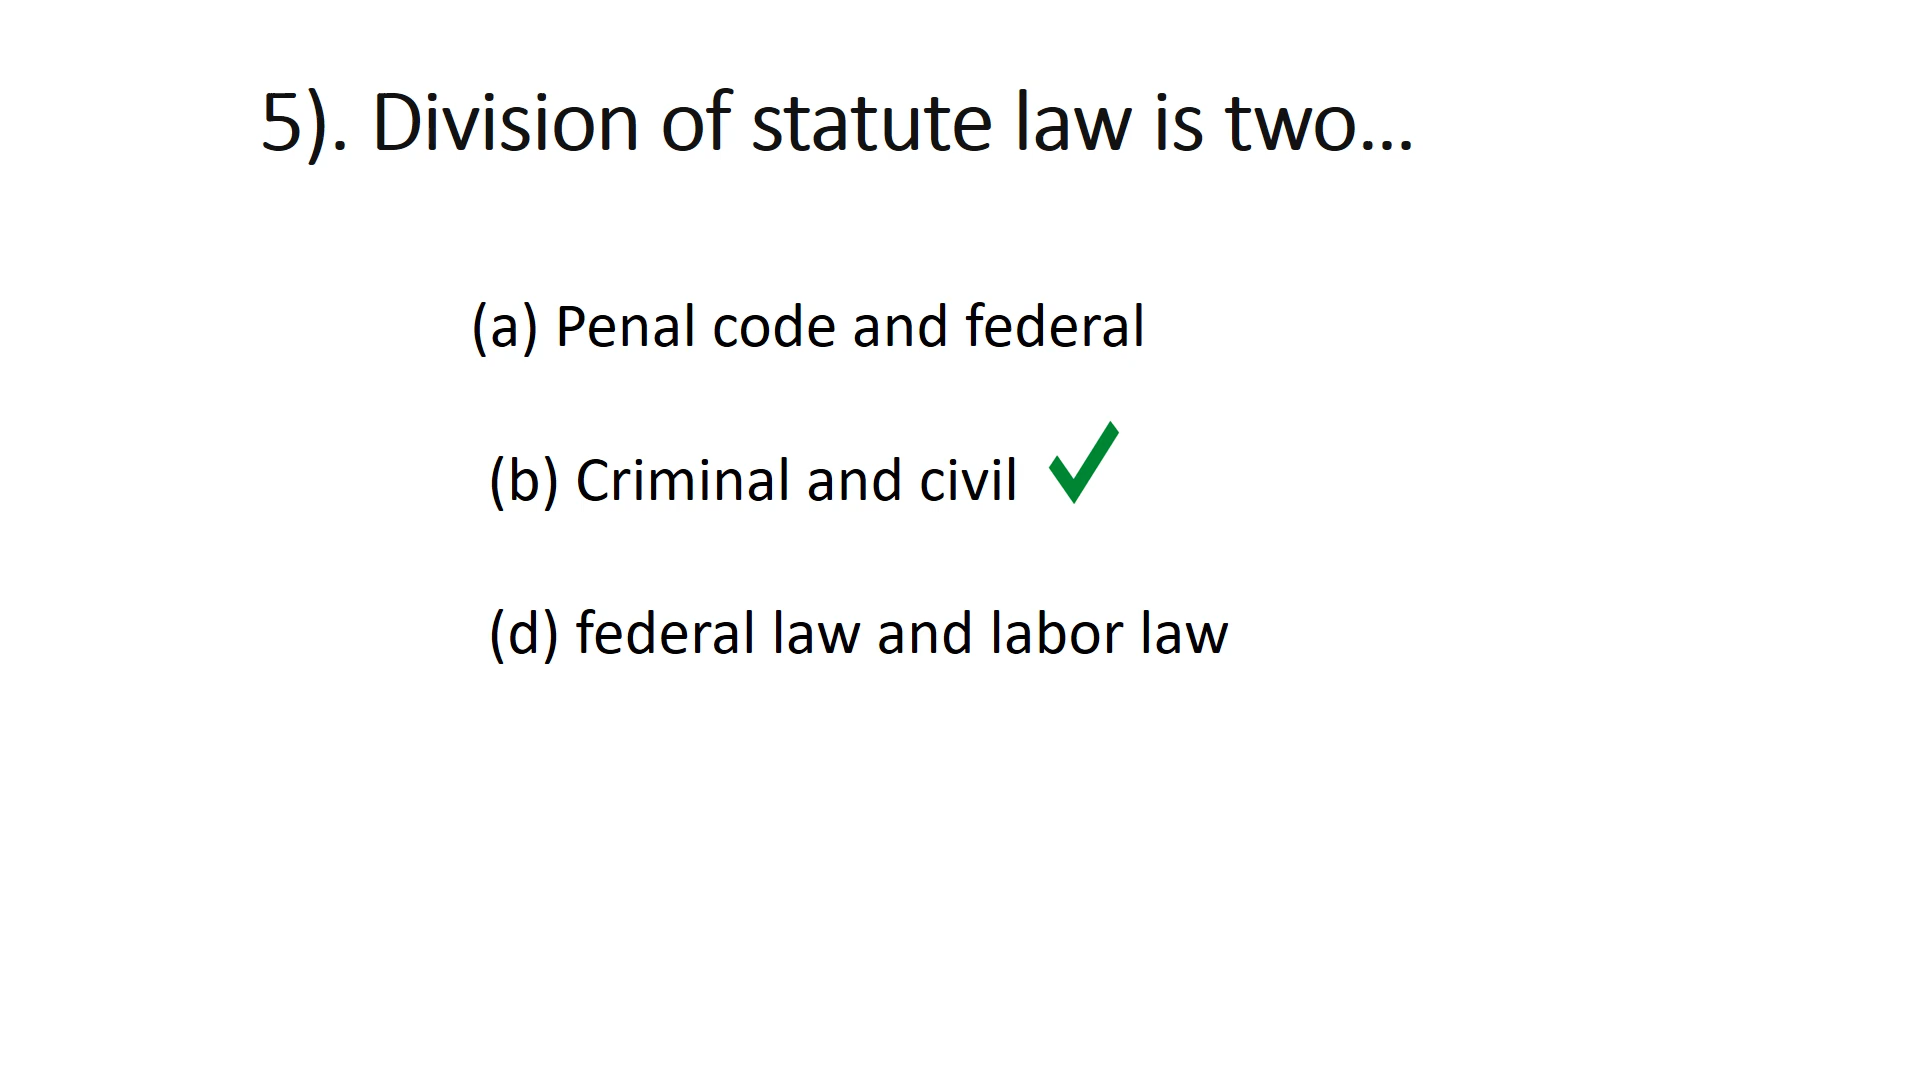 5). Division of statute law is two...
(a) Penal code and federal
(b) Criminal and civil
(d) federal law and labor law